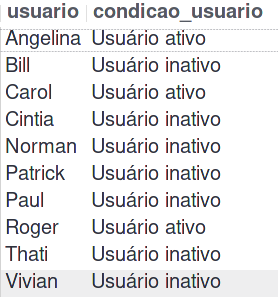 usuario condicao_usuario
Angelina Usuário ativo
Bill Usuário inativo
Carol Usuário ativo
Cintia Usuário inativo
Norman Usuário inativo
Patrick Usuário inativo
Paul Usuário inativo
Roger Usuário ativo
Thati Usuário inativo
Vivian Usuário inativo